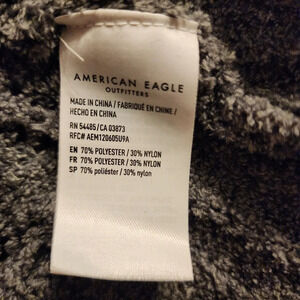 AMERICAN EAGLE
OUTFITTERS
MADE IN CHINA / FABRIQUÉ EN CHINE /
HECHO EN CHINA
RN 54485/CA 03873
RFC# AEM120605U9A
EN 70% POLYESTER / 30% NYLON
FR 70% POLYESTER / 30% NYLON
SP 70% poliéster / 30% nylon